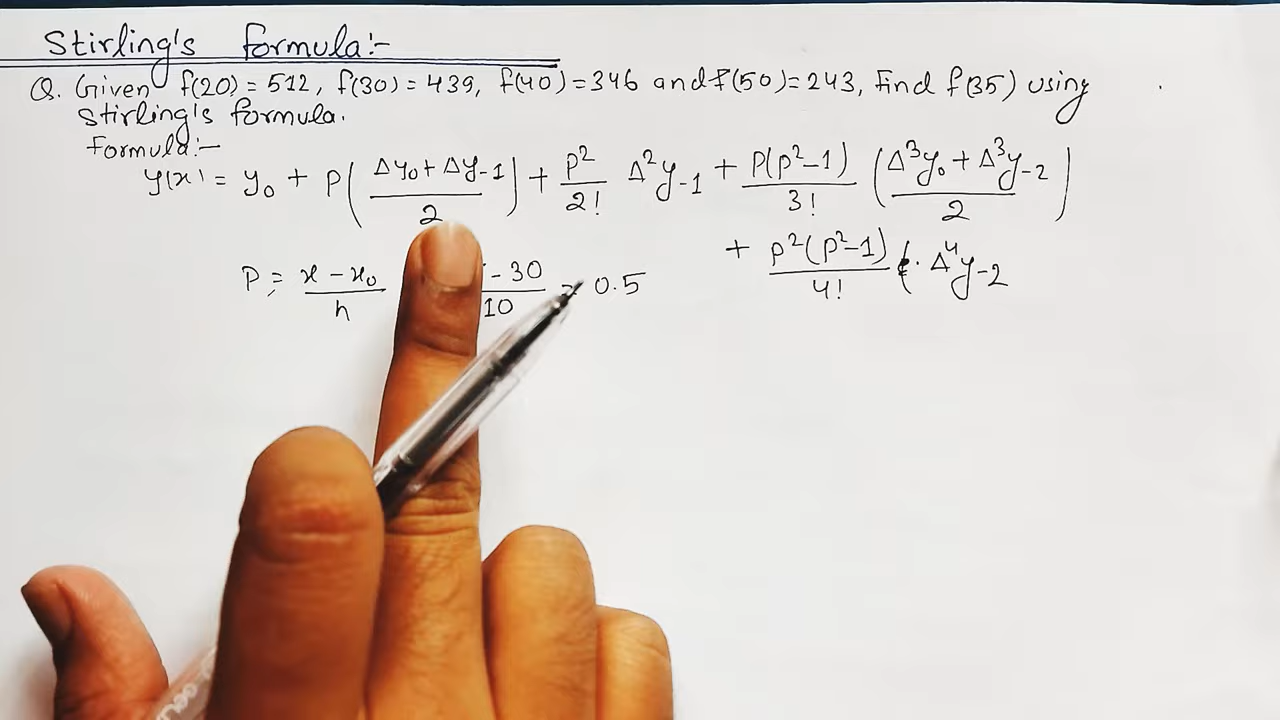 Stirling's formula:-
Q. Given f(20) = 512, f(30) = 439, f(40) = 346 and f(50) = 243, Find f(35) using
Stirling's formula.
Formula:-
y(x) = y₀ + P((Δy₀ + Δy-1)/2) + P²/2! Δ²y-1 + P(P²-1)/3! ((Δ³y₀ + Δ³y-2)/2)
+ P²(P²-1)/4! · Δ⁴y-2
P = (x - x₀)/h - 30/10 = 0.5